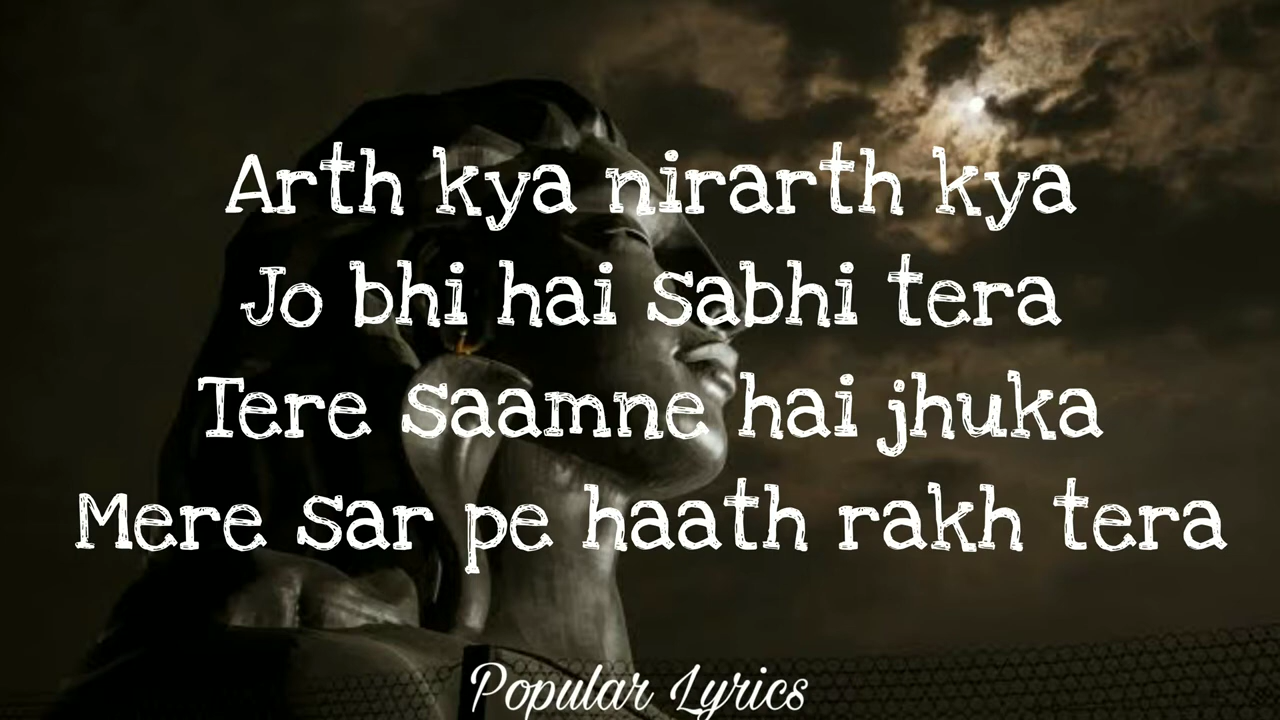 Arth kya nirarth kya
Jo bhi hai sabhi tera
Tere saamne hai jhuka
Mere sar pe haath rakh tera
Popular Lyrics